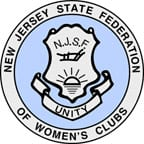 NEW JERSEY STATE FEDERATION
OF WOMEN'S CLUBS
N.J.S.F.
UNITY